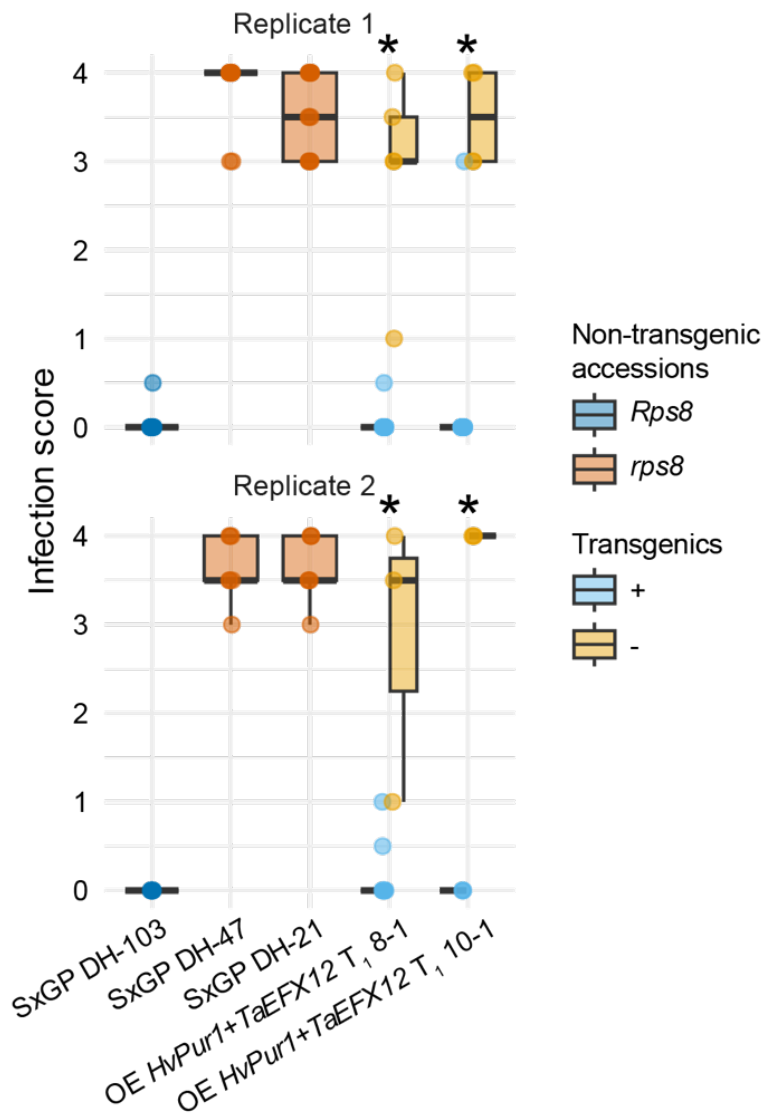 Replicate 1
* *
4
3
2
1
0
Infection score
Replicate 2
* *
4
3
2
1
0
SxGP DH-103
SxGP DH-47
SxGP DH-21
OE HvPur1+TaEFX12 T₁ 8-1
OE HvPur1+TaEFX12 T₁ 10-1
Non-transgenic
accessions
Rps8
rps8
Transgenics
+
-